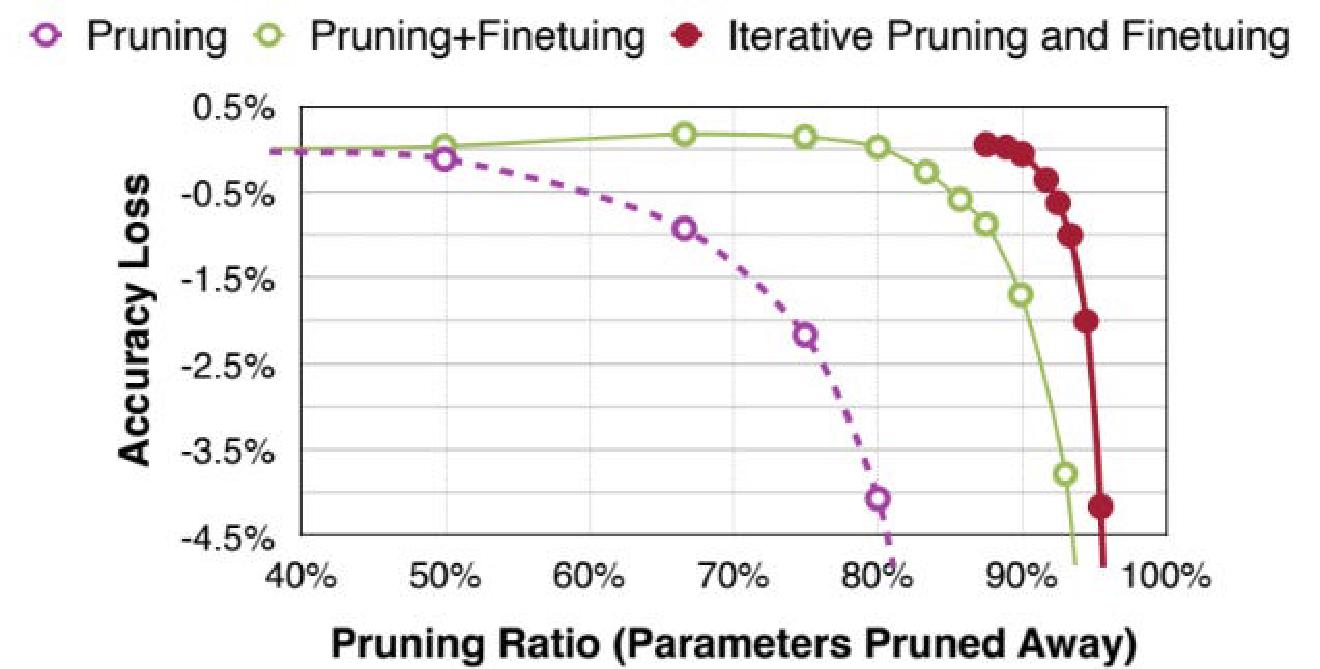 Pruning Pruning+Finetuing Iterative Pruning and Finetuing
0.5%
-0.5%
-1.5%
-2.5%
-3.5%
-4.5%
Accuracy Loss
40% 50% 60% 70% 80% 90% 100%
Pruning Ratio (Parameters Pruned Away)